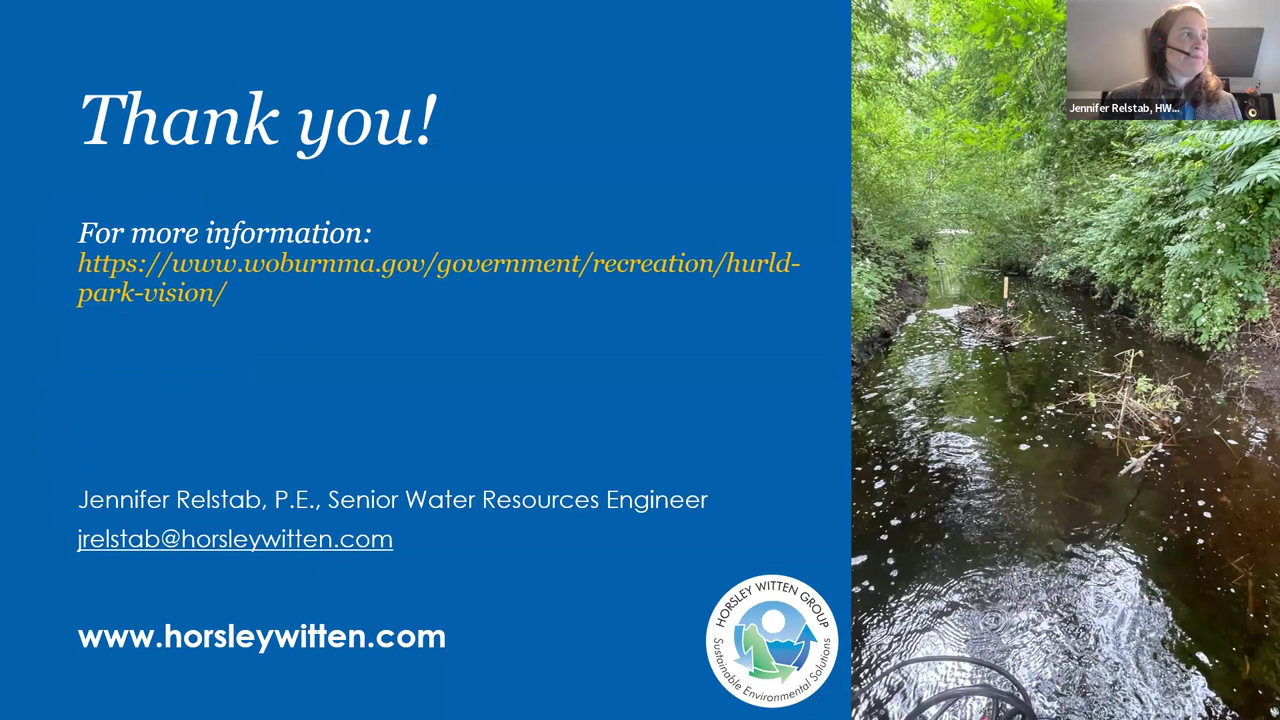 Thank you!
Jennifer Relstab, HW...
For more information:
https://www.woburnma.gov/government/recreation/hurld-
park-vision/
Jennifer Relstab, P.E., Senior Water Resources Engineer
jrelstab@horsleywitten.com
www.horsleywitten.com
HORSLEY WITTEN GROUP
Sustainable Environmental Solutions